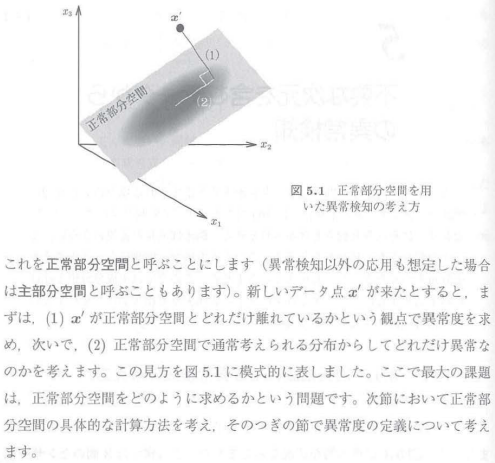 x₃
x′
(1)
(2)
正常部分空間
x₂
x₁
図 5.1 正常部分空間を用
いた異常検知の考え方
これを正常部分空間と呼ぶことにします（異常検知以外の応用も想定した場合
は主部分空間と呼ぶこともあります）。新しいデータ点 x′ が来たとすると，ま
ずは，(1) x′ が正常部分空間とどれだけ離れているかという観点で異常度を求
め，次いで，(2) 正常部分空間で通常考えられる分布からしてどれだけ異常な
のかを考えます。この見方を図 5.1 に模式的に表しました。ここで最大の課題
は，正常部分空間をどのように求めるかという問題です。次節において正常部
分空間の具体的な計算方法を考え，そのつぎの節で異常度の定義について考え
ます。